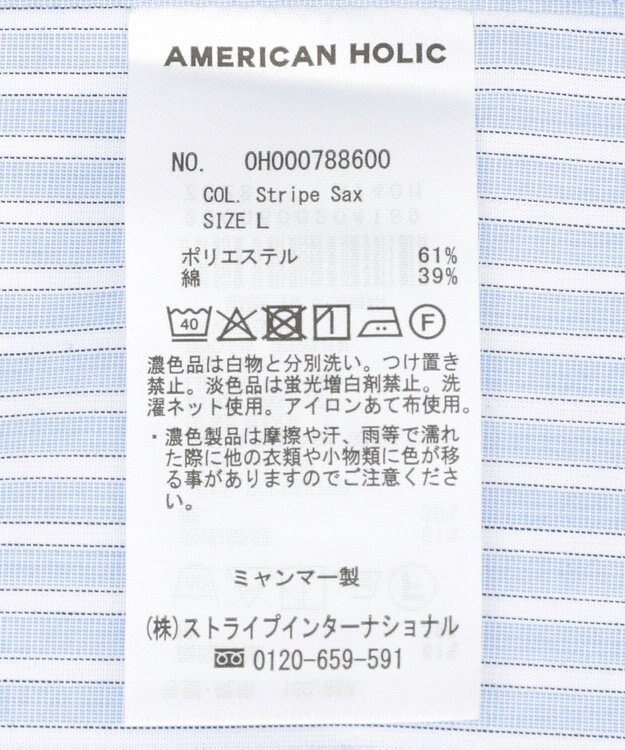 AMERICAN HOLIC
NO. OH000788600
COL. Stripe Sax
SIZE L
ポリエステル 61%
綿 39%
40 F
濃色品は白物と分別洗い。つけ置き
禁止。淡色品は蛍光増白剤禁止。洗
濯ネット使用。アイロンあて布使用。
・濃色製品は摩擦や汗、雨等で濡れ
た際に他の衣類や小物類に色が移
る事がありますのでご注意くださ
い。
ミャンマー製
(株)ストライプインターナショナル
0120-659-591